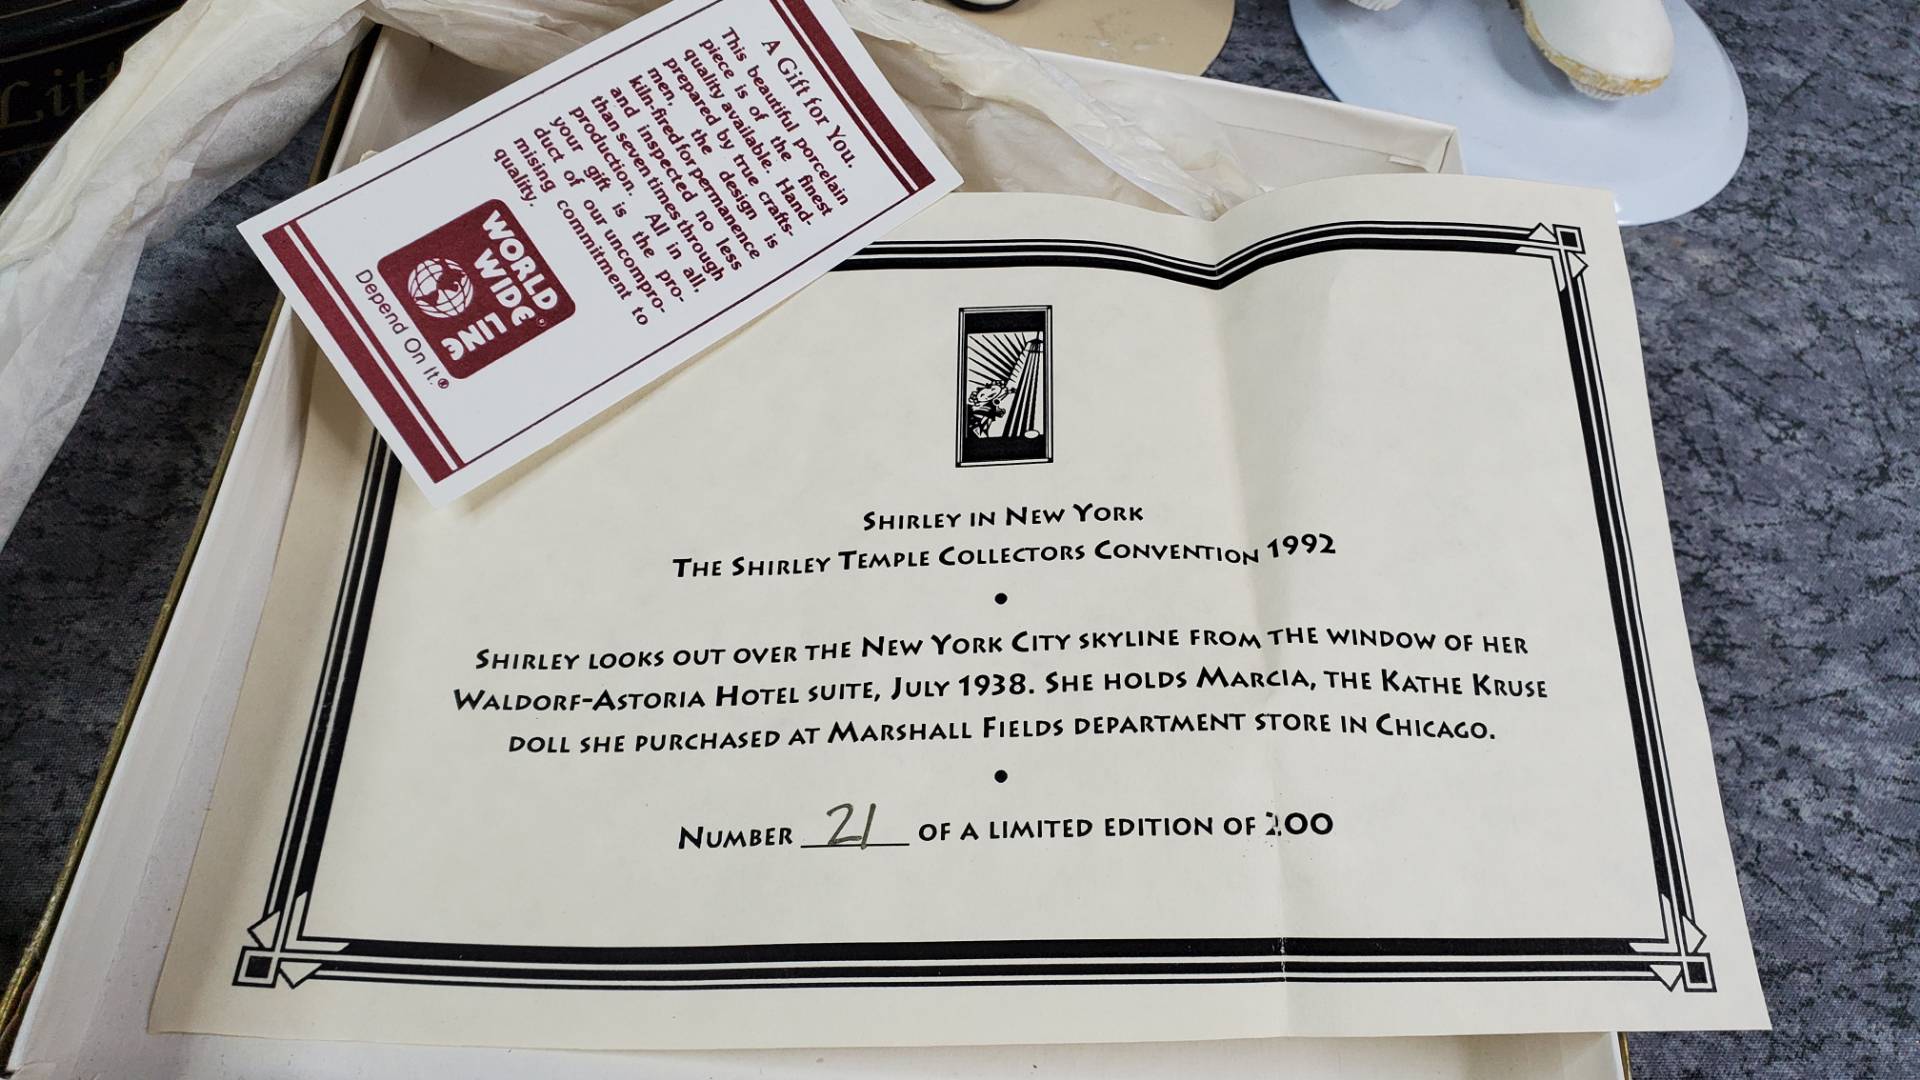 Litt
A Gift for You.
This beautiful porcelain
piece is of the finest
quality available. Hand-
prepared by true crafts-
men, the design is
kiln-fired for permanence
and inspected no less
than seven times through
production. All in all,
your gift is the pro-
duct of our uncompro-
mising commitment to
quality.
WORLD
WIDE®
LINE
Depend On It.®
SHIRLEY IN NEW YORK
THE SHIRLEY TEMPLE COLLECTORS CONVENTION 1992
•
SHIRLEY LOOKS OUT OVER THE NEW YORK CITY SKYLINE FROM THE WINDOW OF HER
WALDORF-ASTORIA HOTEL SUITE, JULY 1938. SHE HOLDS MARCIA, THE KATHE KRUSE
DOLL SHE PURCHASED AT MARSHALL FIELDS DEPARTMENT STORE IN CHICAGO.
•
NUMBER 21 OF A LIMITED EDITION OF 200